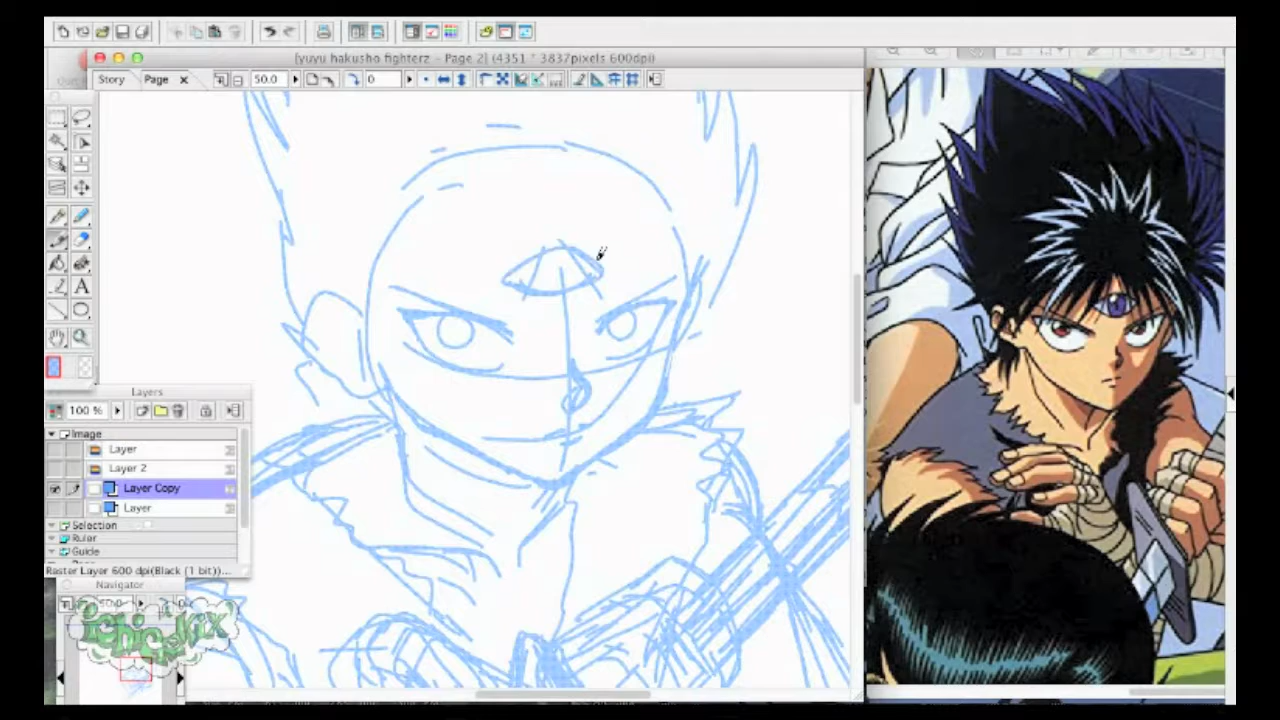 [yuyu hakusho fighterz - Page 2] (4351 * 3837pixels 600dpi)
Story Page
50.0
0
A
Layers
100 %
Image
Layer
Layer 2
Layer Copy
Layer
Selection
Ruler
Guide
Raster Layer 600 dpi(Black (1 bit))...
Navigator